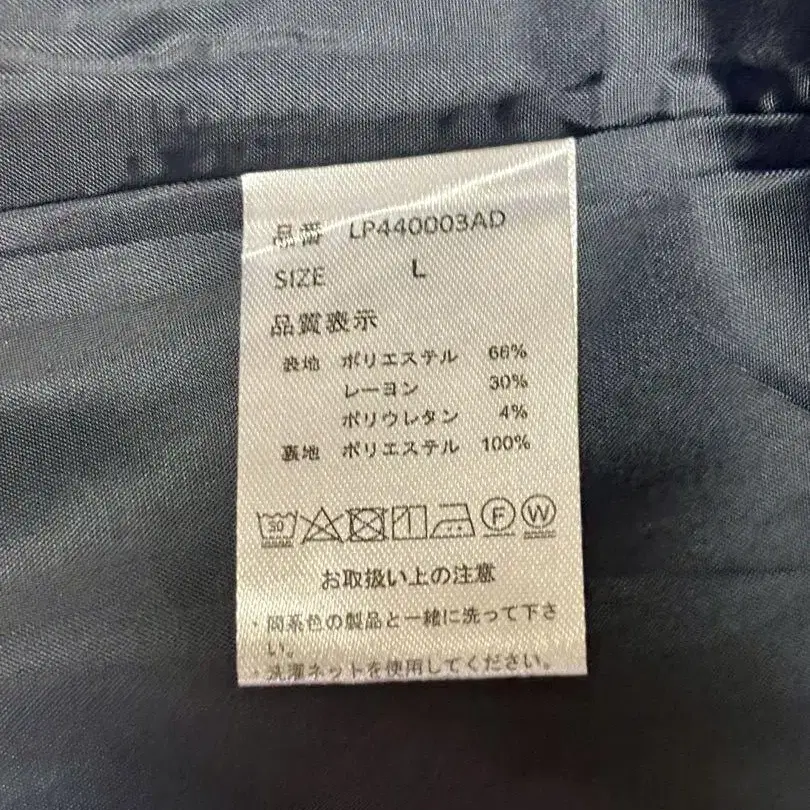 品番 LP440003AD
SIZE L
品質表示
表地 ポリエステル 66%
レーヨン 30%
ポリウレタン 4%
裏地 ポリエステル 100%
30 F W
お取扱い上の注意
・同系色の製品と一緒に洗って下さ
い。
・洗濯ネットを使用してください。